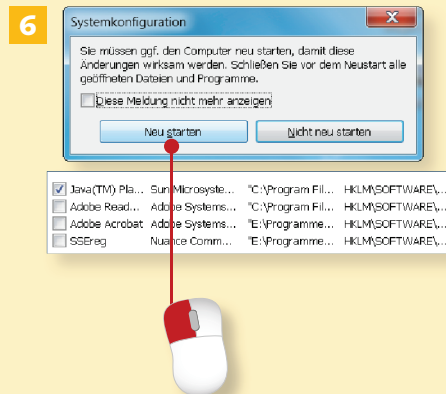 6
Systemkonfiguration
Sie müssen ggf. den Computer neu starten, damit diese
Änderungen wirksam werden. Schließen Sie vor dem Neustart alle
geöffneten Dateien und Programme.
Diese Meldung nicht mehr anzeigen
Neu starten Nicht neu starten
Java(TM) Pla... Sun Microsyste... "C:\Program Fil... HKLM\SOFTWARE\...
Adobe Read... Adobe Systems... "C:\Program Fil... HKLM\SOFTWARE\...
Adobe Acrobat Adobe Systems... "E:\Programme... HKLM\SOFTWARE\...
SSEreg Nuance Comm... "E:\Programme... HKLM\SOFTWARE\...